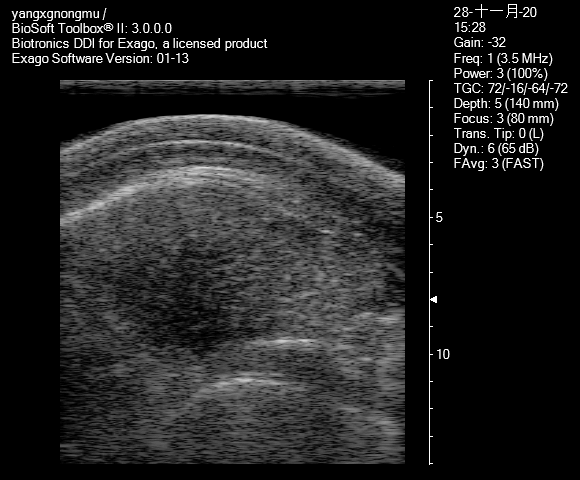 yangxgnongmu /
BioSoft Toolbox® II: 3.0.0.0
Biotronics DDI for Exago, a licensed product
Exago Software Version: 01-13
28-十一月-20
15:28
Gain: -32
Freq: 1 (3.5 MHz)
Power: 3 (100%)
TGC: 72/-16/-64/-72
Depth: 5 (140 mm)
Focus: 3 (80 mm)
Trans. Tip: 0 (L)
Dyn.: 6 (65 dB)
FAvg: 3 (FAST)
5
10